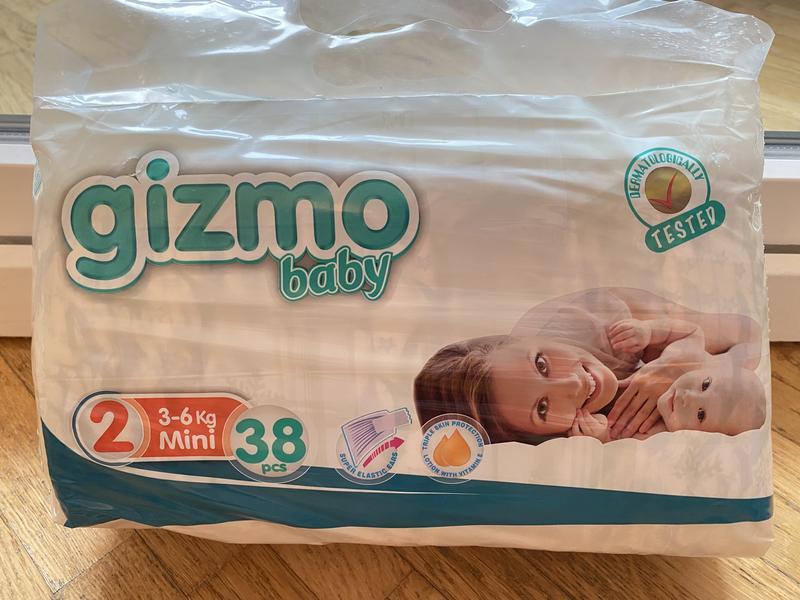 gizmo
baby
DERMATOLOGICALLY
TESTED
2
3-6 Kg
Mini
38
pcs
SUPER ELASTIC EARS
TRIPLE SKIN PROTECTION
LOTION WITH VITAMIN E